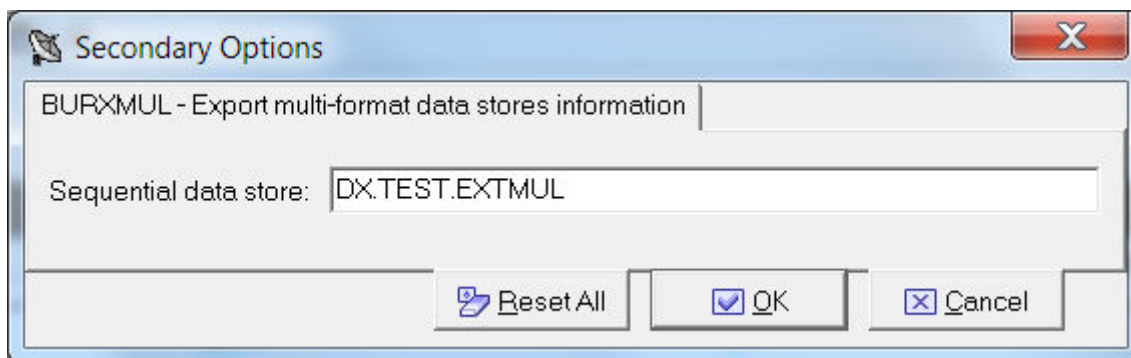 Secondary Options
BURXMUL - Export multi-format data stores information
Sequential data store: DX.TEST.EXTMUL
Reset All OK Cancel